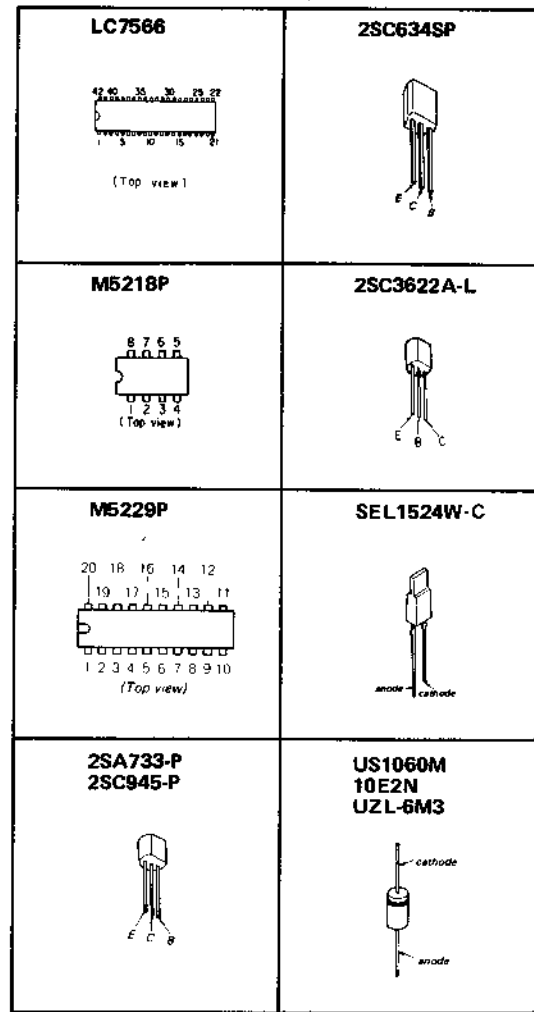 LC7566
42 40 35 30 25 22
1 5 10 15 21
(Top view)
2SC634SP
E
C
B
M5218P
8 7 6 5
1 2 3 4
(Top view)
2SC3622A-L
E
B
C
M5229P
20 18 16 14 12
19 17 15 13 11
1 2 3 4 5 6 7 8 9 10
(Top view)
SEL1524W-C
anode
cathode
2SA733-P
2SC945-P
E C B
US1060M
10E2N
UZL-6M3
cathode
anode